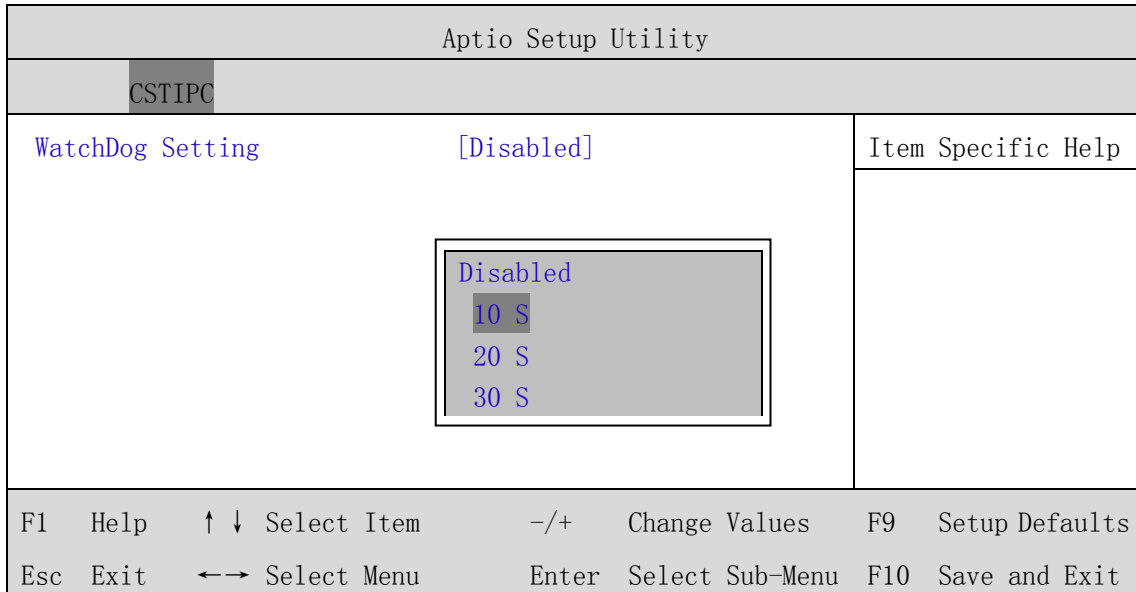 Aptio Setup Utility
CSTIPC
WatchDog Setting [Disabled]
Item Specific Help
Disabled
10 S
20 S
30 S
F1 Help ↑↓ Select Item -/+ Change Values F9 Setup Defaults
Esc Exit ←→ Select Menu Enter Select Sub-Menu F10 Save and Exit